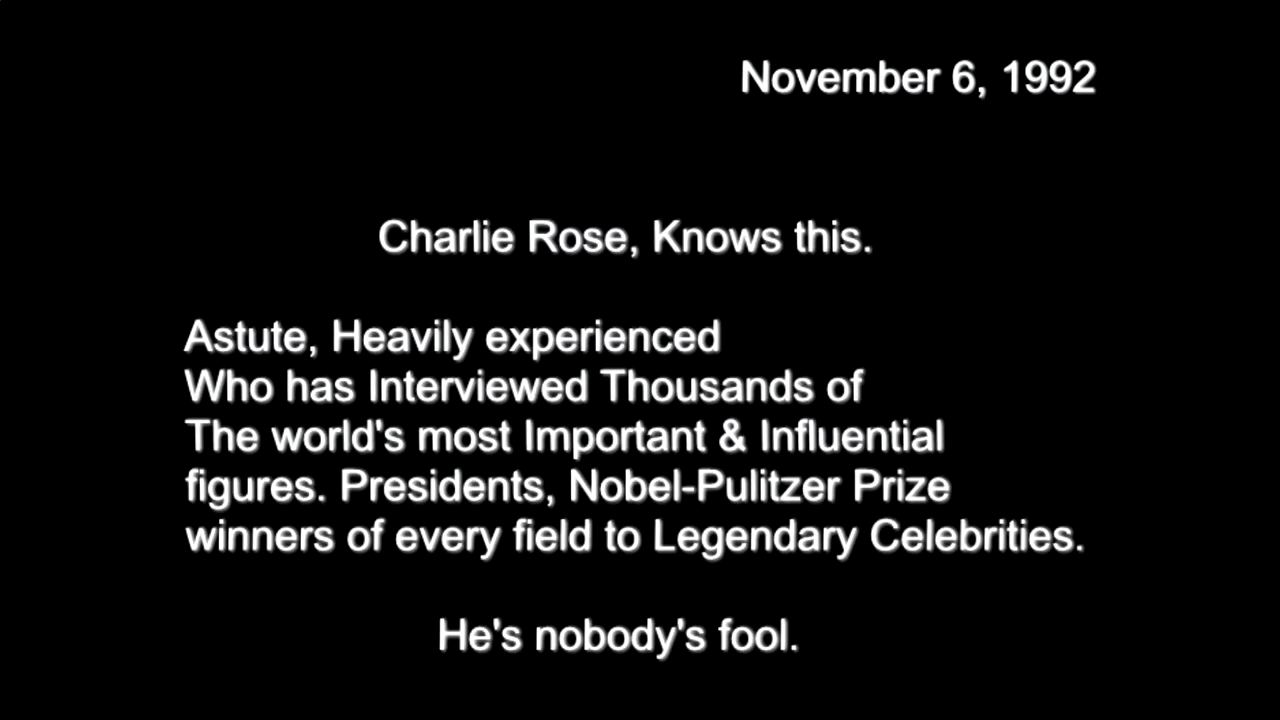 November 6, 1992
Charlie Rose, Knows this.
Astute, Heavily experienced
Who has Interviewed Thousands of
The world's most Important & Influential
figures. Presidents, Nobel-Pulitzer Prize
winners of every field to Legendary Celebrities.
He's nobody's fool.